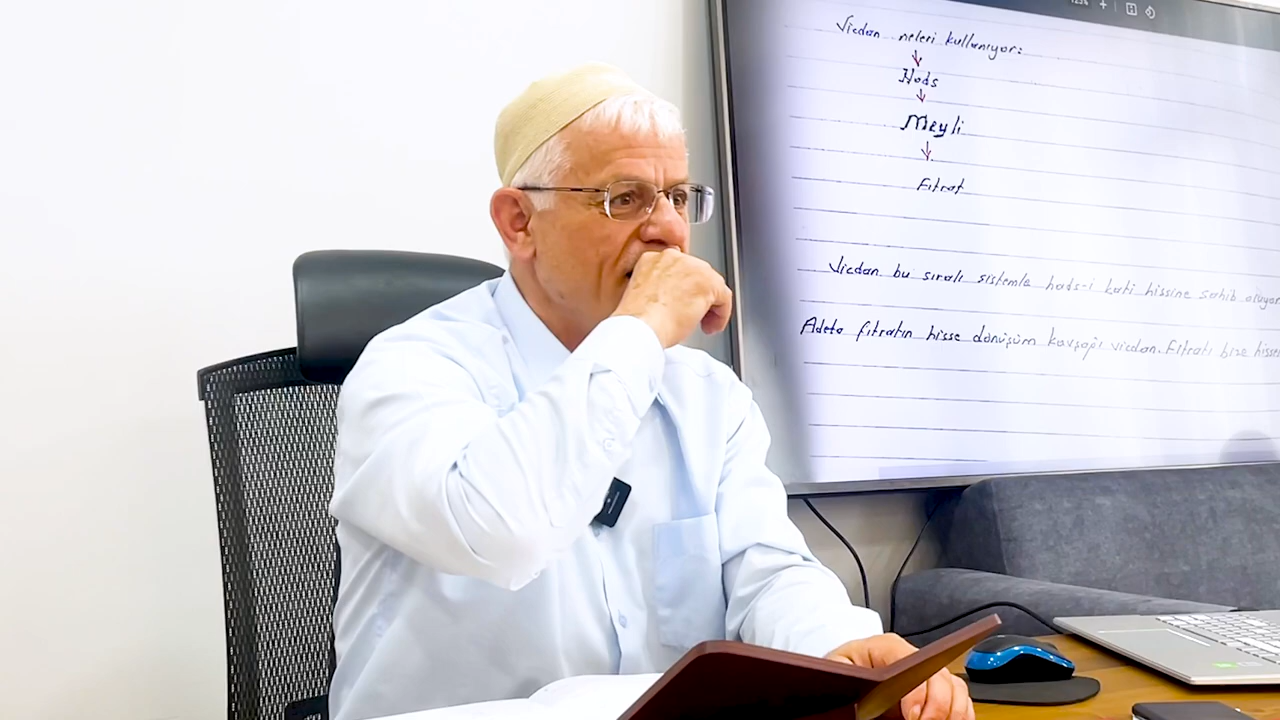 Vicdan neleri kullanıyor:
Hads
Meyli
Fıtrat
Vicdan bu sıralı sistemle hads-i kati hissine sahib oluyor
Adeta fıtratın hisse dönüşüm kavşağı vicdan. Fıtratı bize hisse